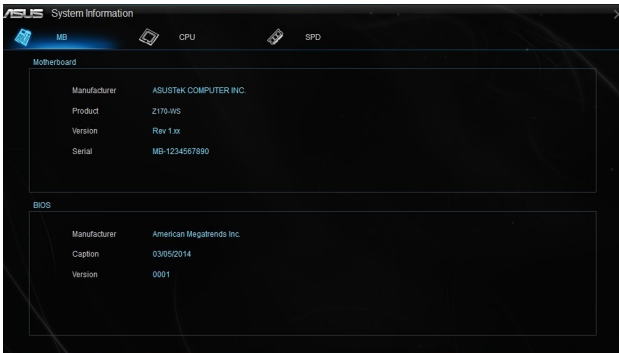 ASUS System Information
MB CPU SPD
Motherboard
Manufacturer ASUSTeK COMPUTER INC.
Product Z170-WS
Version Rev 1.xx
Serial MB-1234567890
BIOS
Manufacturer American Megatrends Inc.
Caption 03/05/2014
Version 0001